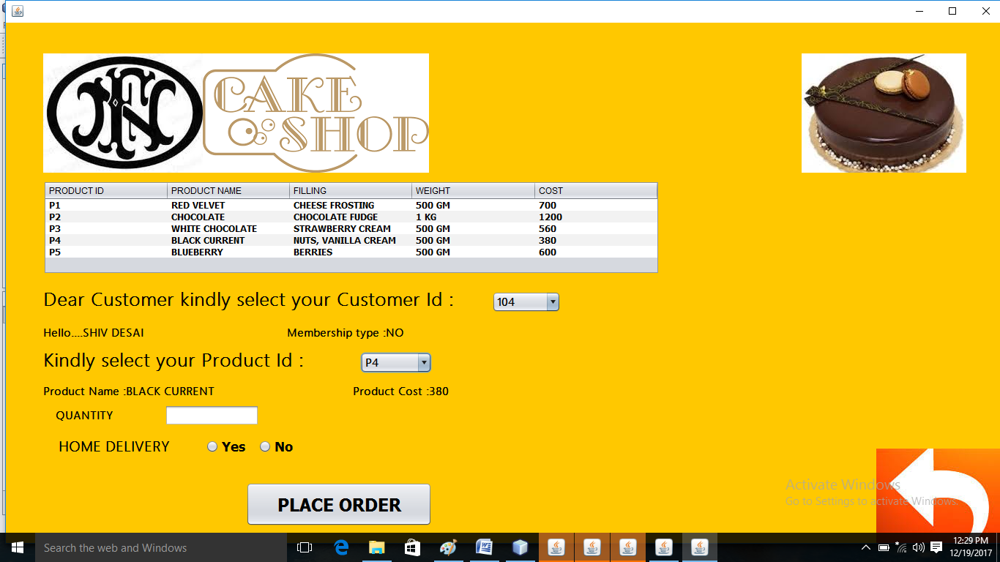 FN
CAKE
SHOP
PRODUCT ID PRODUCT NAME FILLING WEIGHT COST
P1 RED VELVET CHEESE FROSTING 500 GM 700
P2 CHOCOLATE CHOCOLATE FUDGE 1 KG 1200
P3 WHITE CHOCOLATE STRAWBERRY CREAM 500 GM 560
P4 BLACK CURRENT NUTS, VANILLA CREAM 500 GM 380
P5 BLUEBERRY BERRIES 500 GM 600
Dear Customer kindly select your Customer Id : 104
Hello....SHIV DESAI Membership type :NO
Kindly select your Product Id : P4
Product Name :BLACK CURRENT Product Cost :380
QUANTITY
HOME DELIVERY Yes No
Activate Windows
Go to Settings to activate Windows.
PLACE ORDER
Search the web and Windows
12:29 PM
12/19/2017